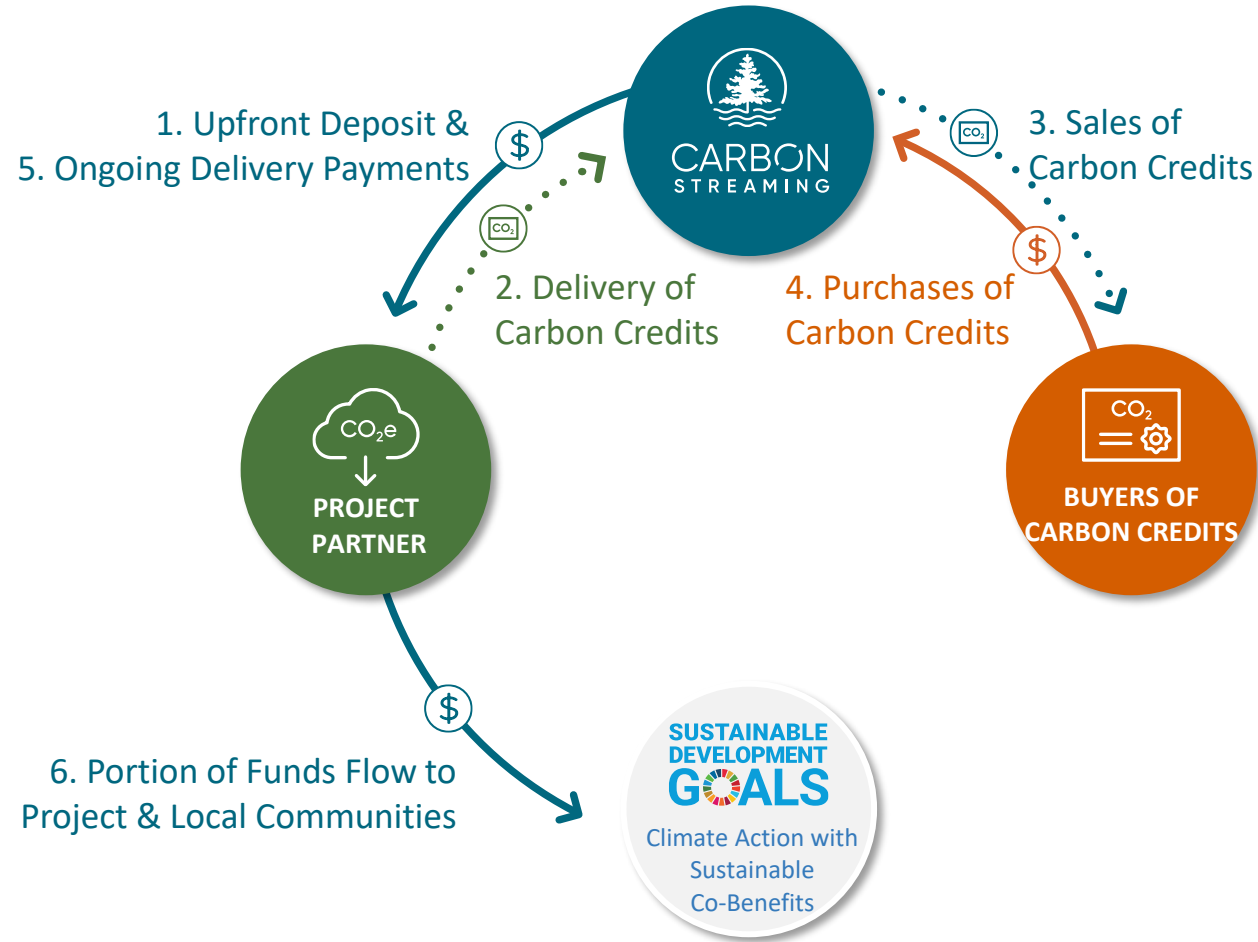 CARBON
STREAMING
1. Upfront Deposit &
5. Ongoing Delivery Payments
$
CO₂
3. Sales of
Carbon Credits
CO₂
2. Delivery of
Carbon Credits
4. Purchases of
Carbon Credits
$
CO₂e
PROJECT
PARTNER
CO₂
BUYERS OF
CARBON CREDITS
$
6. Portion of Funds Flow to
Project & Local Communities
SUSTAINABLE
DEVELOPMENT
GOALS
Climate Action with
Sustainable
Co-Benefits